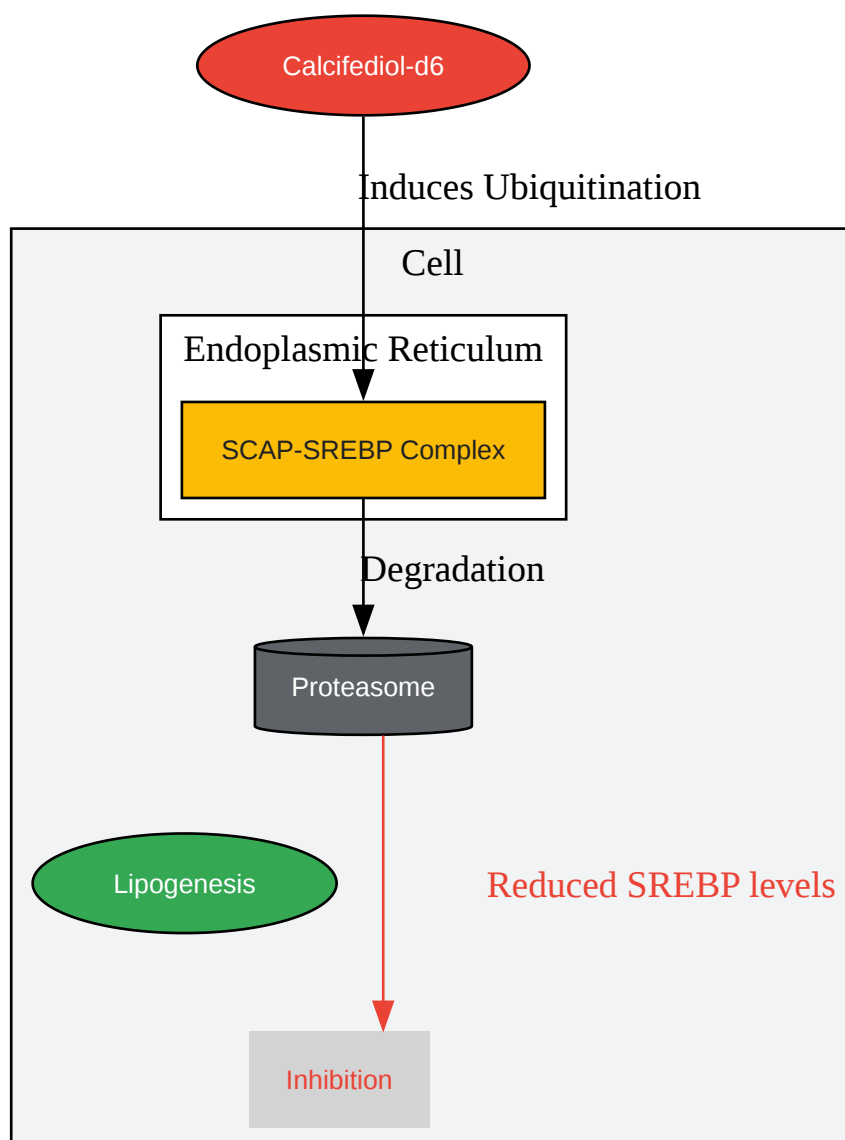 Calcifediol-d6
Induces Ubiquitination
Cell
Endoplasmic Reticulum
SCAP-SREBP Complex
Degradation
Proteasome
Lipogenesis
Reduced SREBP levels
Inhibition